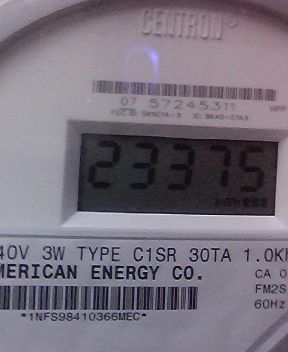 CENTRON®
07 57245311
23375
kWh
40V 3W TYPE C1SR 30TA 1.0K
MERICAN ENERGY CO.
CA 0
FM2S
60Hz
*1NFS98410366MEC*